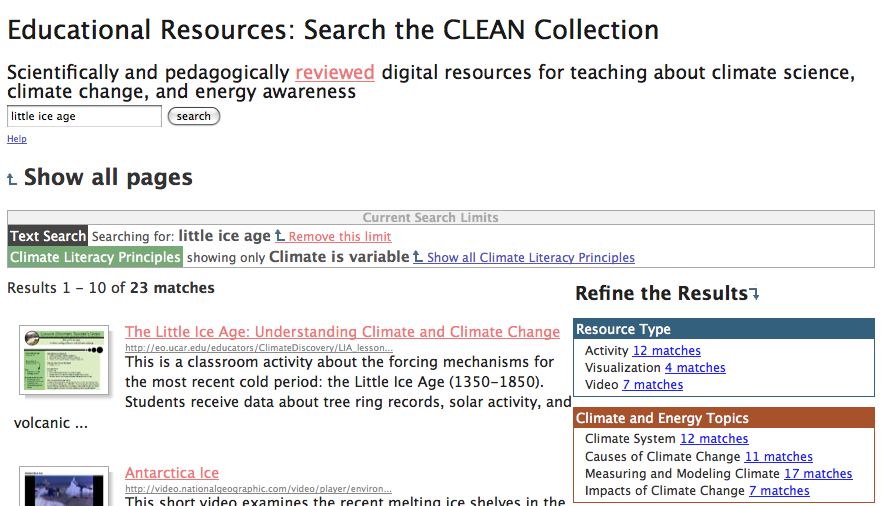 Educational Resources: Search the CLEAN Collection
Scientifically and pedagogically reviewed digital resources for teaching about climate science,
climate change, and energy awareness
little ice age search
Help
Show all pages
Current Search Limits
Text Search Searching for: little ice age Remove this limit
Climate Literacy Principles showing only Climate is variable Show all Climate Literacy Principles
Results 1 - 10 of 23 matches
The Little Ice Age: Understanding Climate and Climate Change
http://eo.ucar.edu/educators/ClimateDiscovery/LIA_lesson...
This is a classroom activity about the forcing mechanisms for
the most recent cold period: the Little Ice Age (1350-1850).
Students receive data about tree ring records, solar activity, and
volcanic ...
Antarctica Ice
http://video.nationalgeographic.com/video/player/environ...
This short video examines the recent melting ice shelves in the
Refine the Results
Resource Type
Activity 12 matches
Visualization 4 matches
Video 7 matches
Climate and Energy Topics
Climate System 12 matches
Causes of Climate Change 11 matches
Measuring and Modeling Climate 17 matches
Impacts of Climate Change 7 matches